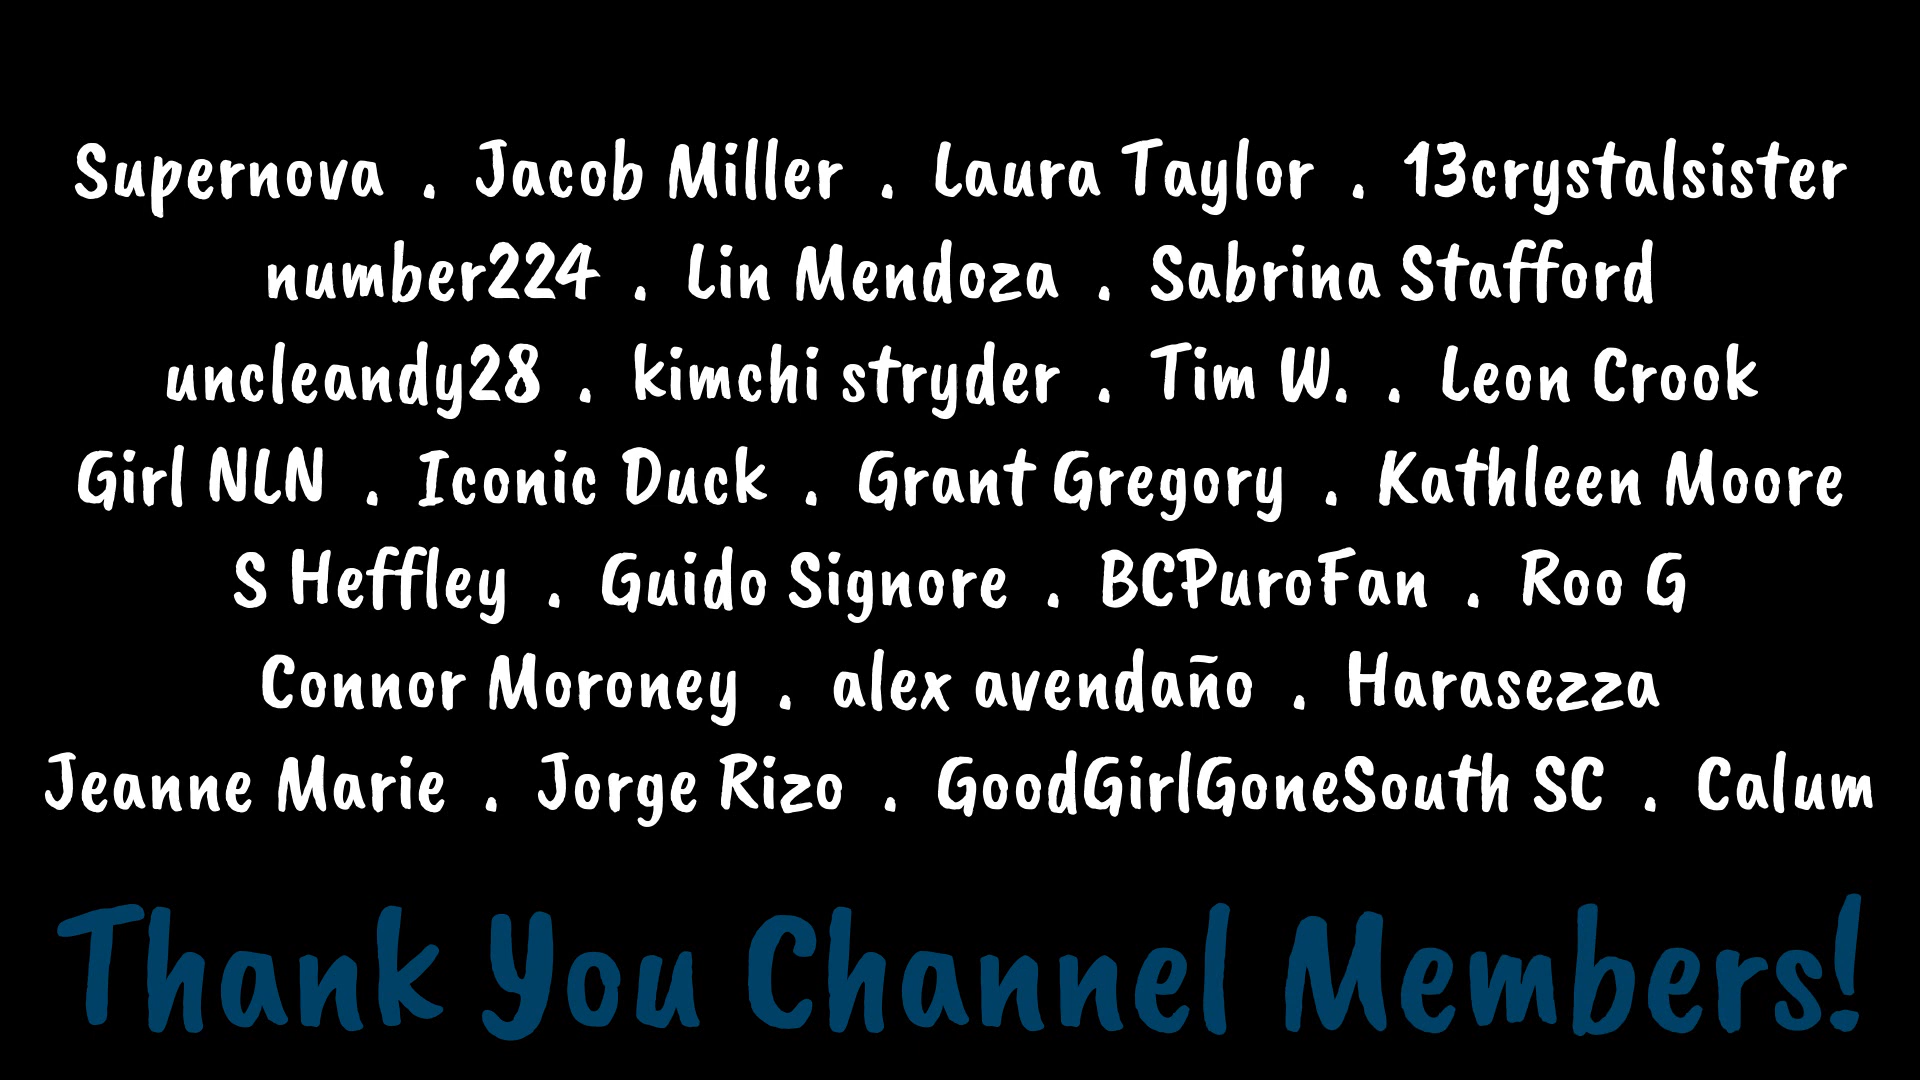 Supernova . Jacob Miller . Laura Taylor . 13crystalsister
number224 . Lin Mendoza . Sabrina Stafford
uncleandy28 . kimchi stryder . Tim W. . Leon Crook
Girl NLN . Iconic Duck . Grant Gregory . Kathleen Moore
S Heffley . Guido Signore . BCPuroFan . Roo G
Connor Moroney . alex avendaño . Harasezza
Jeanne Marie . Jorge Rizo . GoodGirlGoneSouth SC . Calum
Thank You Channel Members!